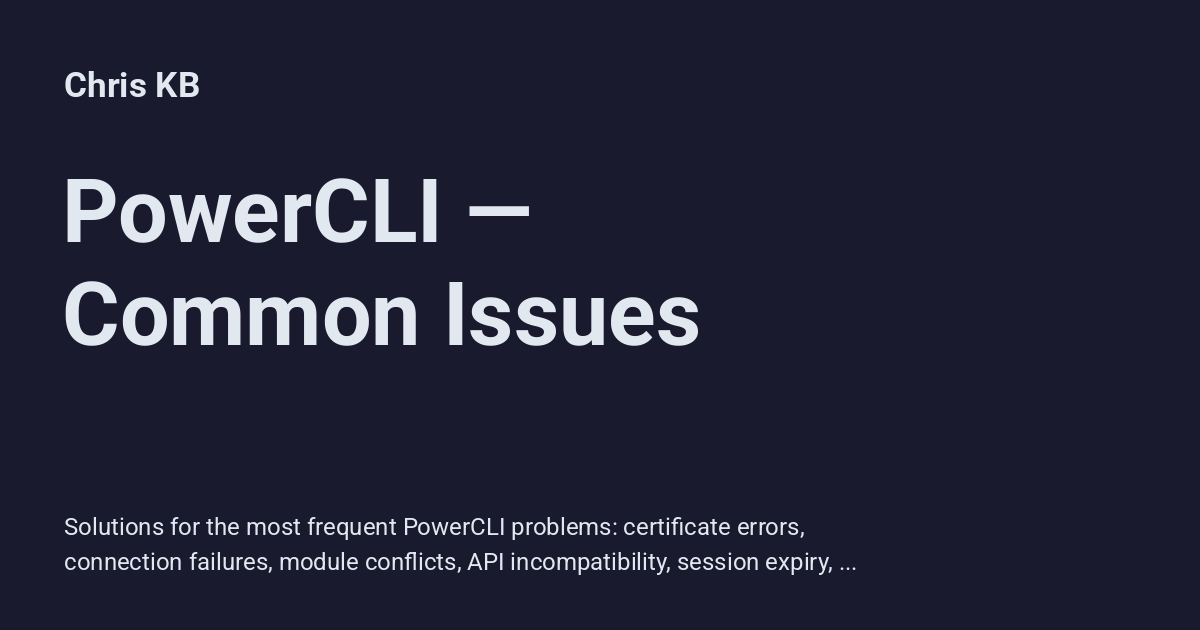 Chris KB
PowerCLI —
Common Issues
Solutions for the most frequent PowerCLI problems: certificate errors,
connection failures, module conflicts, API incompatibility, session expiry, ...